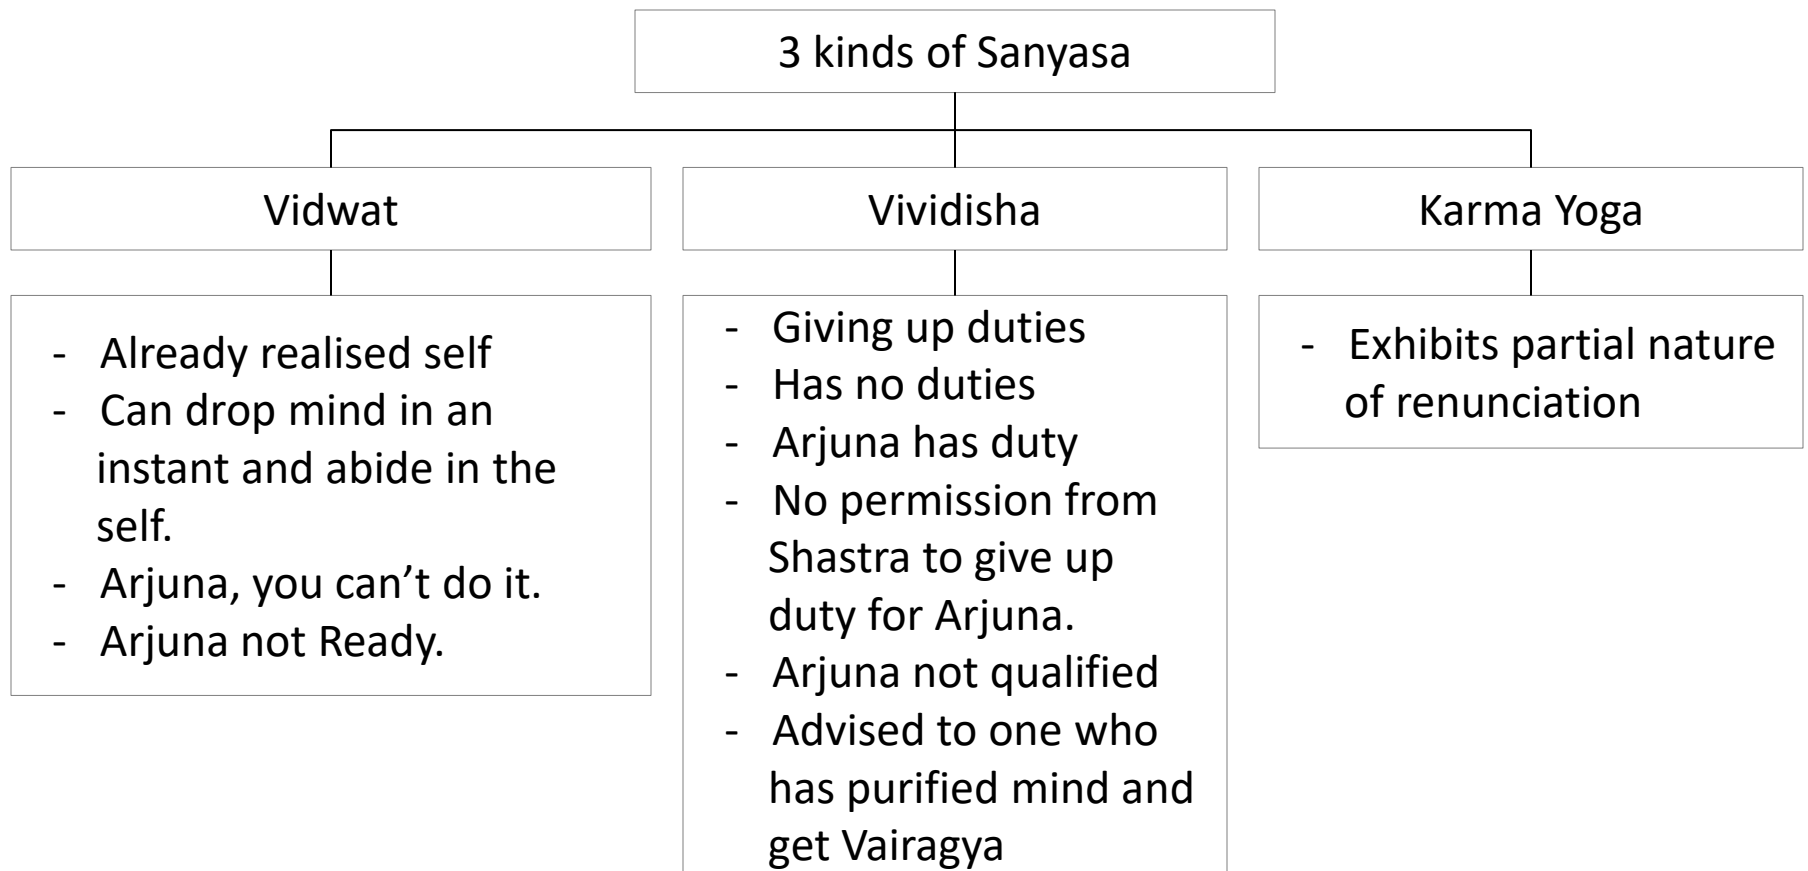 3 kinds of Sanyasa
Vidwat
- Already realised self
- Can drop mind in an
instant and abide in the
self.
- Arjuna, you can’t do it.
- Arjuna not Ready.
Vividisha
- Giving up duties
- Has no duties
- Arjuna has duty
- No permission from
Shastra to give up
duty for Arjuna.
- Arjuna not qualified
- Advised to one who
has purified mind and
get Vairagya
Karma Yoga
- Exhibits partial nature
of renunciation